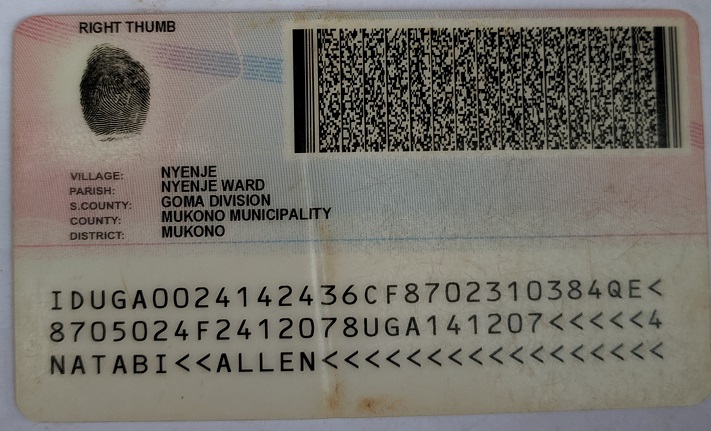 RIGHT THUMB
VILLAGE: NYENJE
PARISH: NYENJE WARD
S.COUNTY: GOMA DIVISION
COUNTY: MUKONO MUNICIPALITY
DISTRICT: MUKONO
IDUGA0024142436CF8702310384QE<
8705024F2412078UGA141207<<<<<4
NATABI<<ALLEN<<<<<<<<<<<<<<<<<